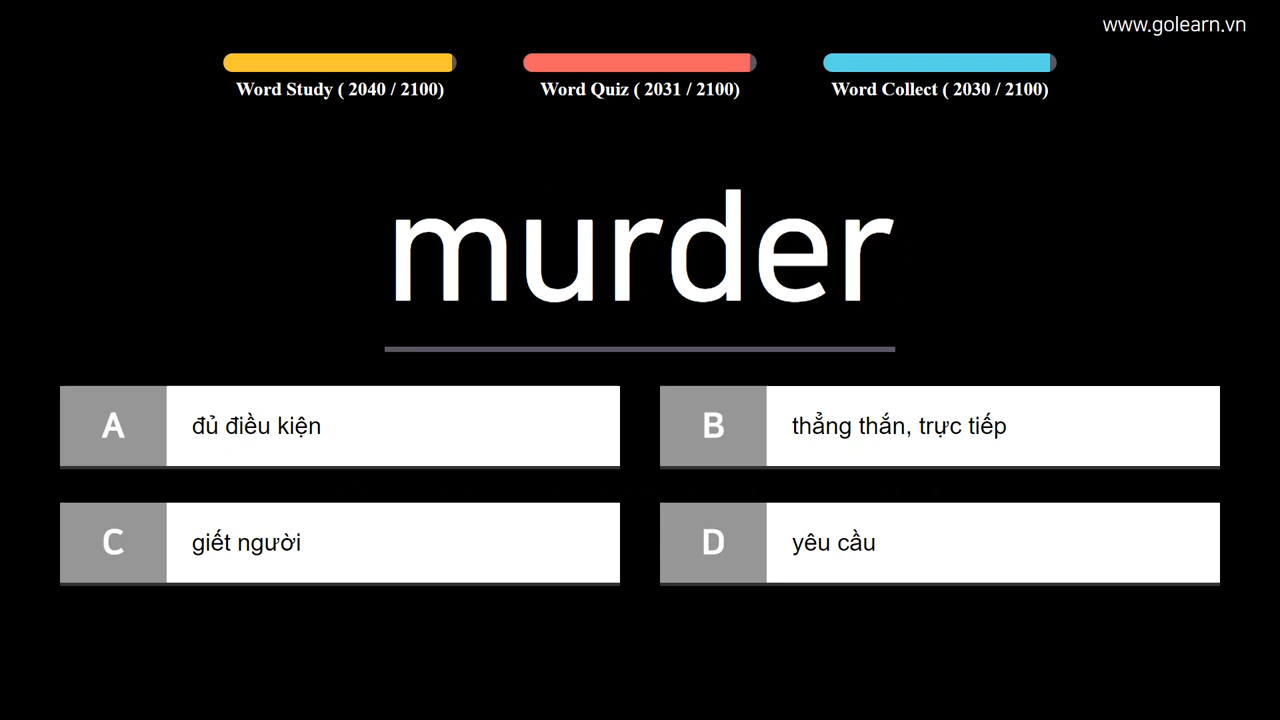 www.golearn.vn
Word Study ( 2040 / 2100)
Word Quiz ( 2031 / 2100)
Word Collect ( 2030 / 2100)
murder
A đủ điều kiện
B thẳng thắn, trực tiếp
C giết người
D yêu cầu